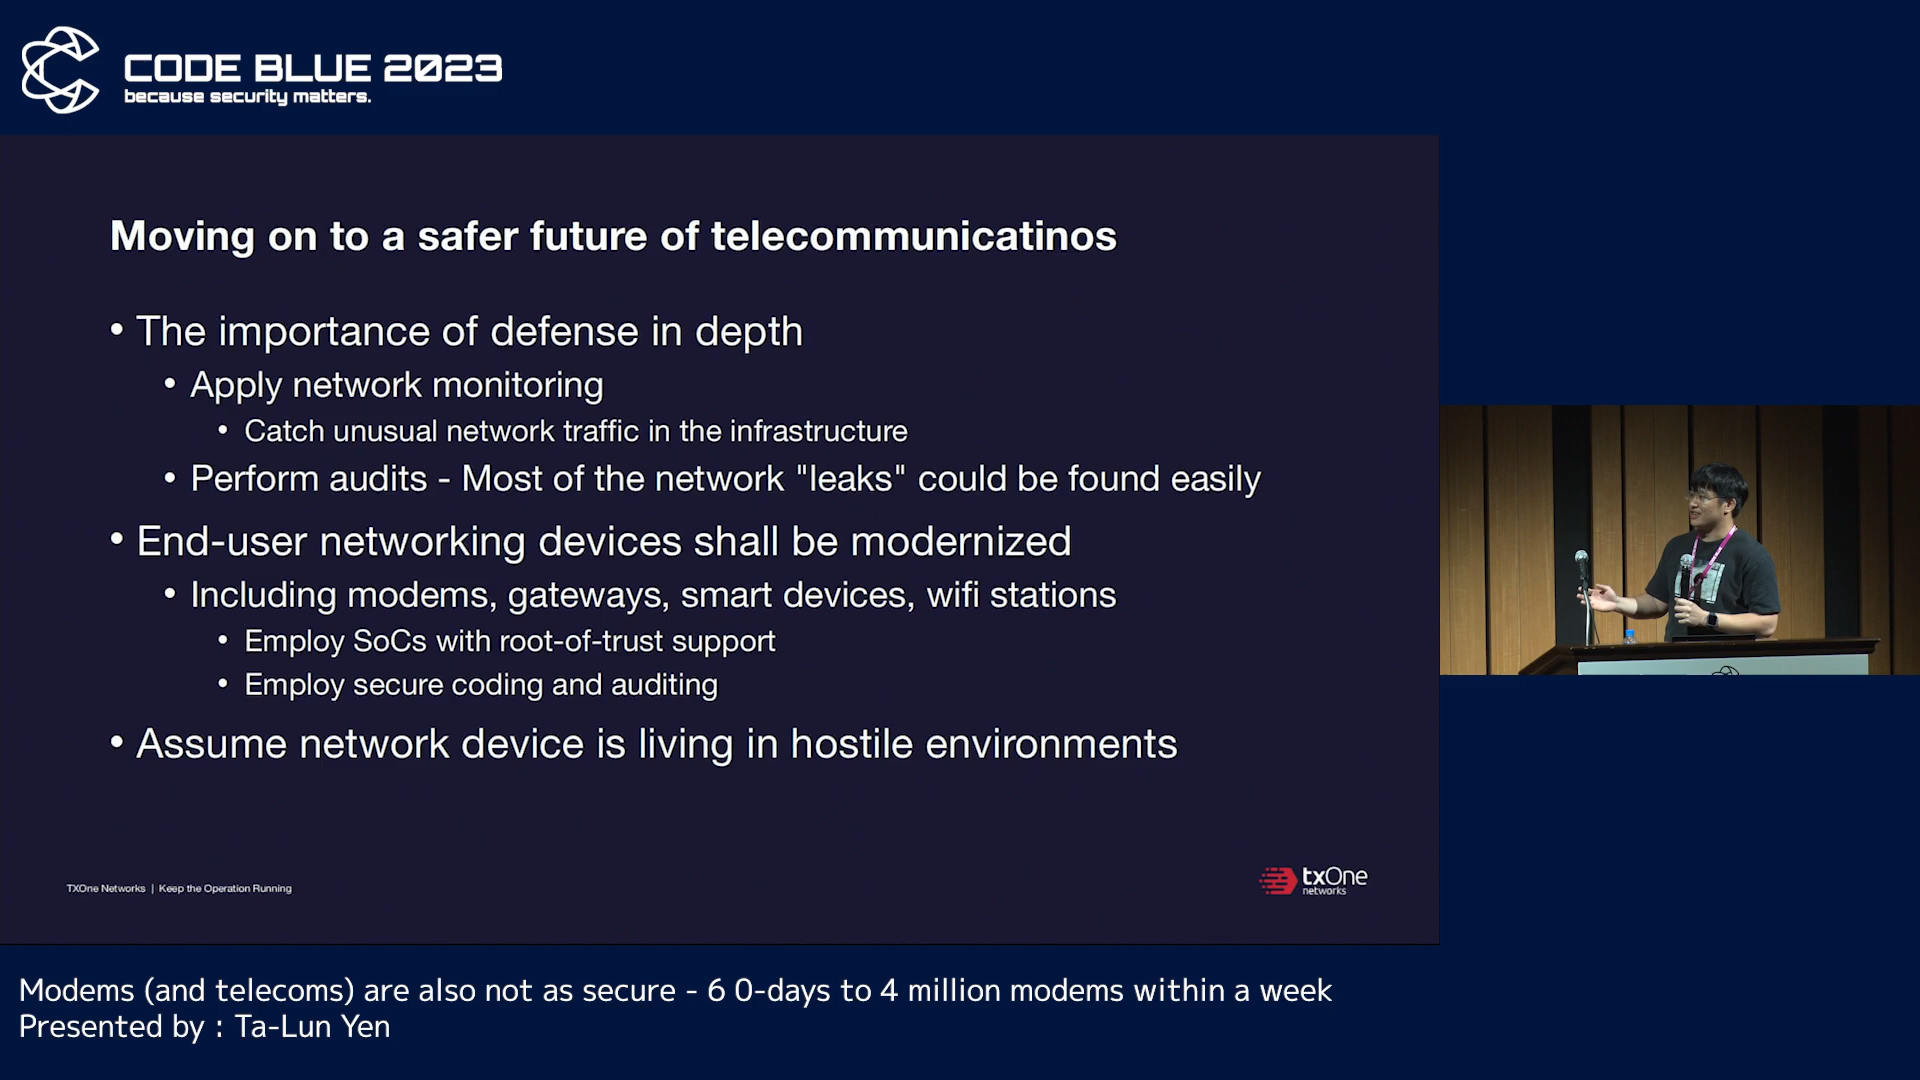 CODE BLUE 2023
because security matters.
Moving on to a safer future of telecommunicatinos
• The importance of defense in depth
• Apply network monitoring
• Catch unusual network traffic in the infrastructure
• Perform audits - Most of the network "leaks" could be found easily
• End-user networking devices shall be modernized
• Including modems, gateways, smart devices, wifi stations
• Employ SoCs with root-of-trust support
• Employ secure coding and auditing
• Assume network device is living in hostile environments
TXOne Networks | Keep the Operation Running
txOne
networks
Modems (and telecoms) are also not as secure - 6 0-days to 4 million modems within a week
Presented by : Ta-Lun Yen